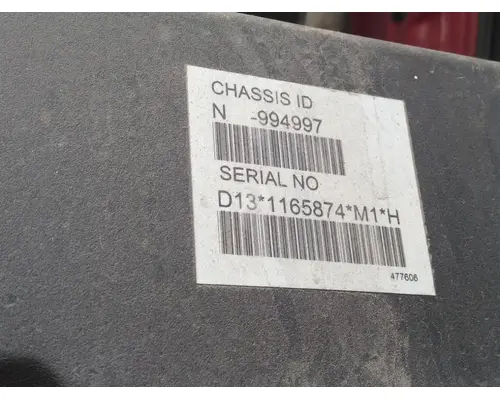 CHASSIS ID
N -994997
SERIAL NO
D13*1165874*M1*H
477606